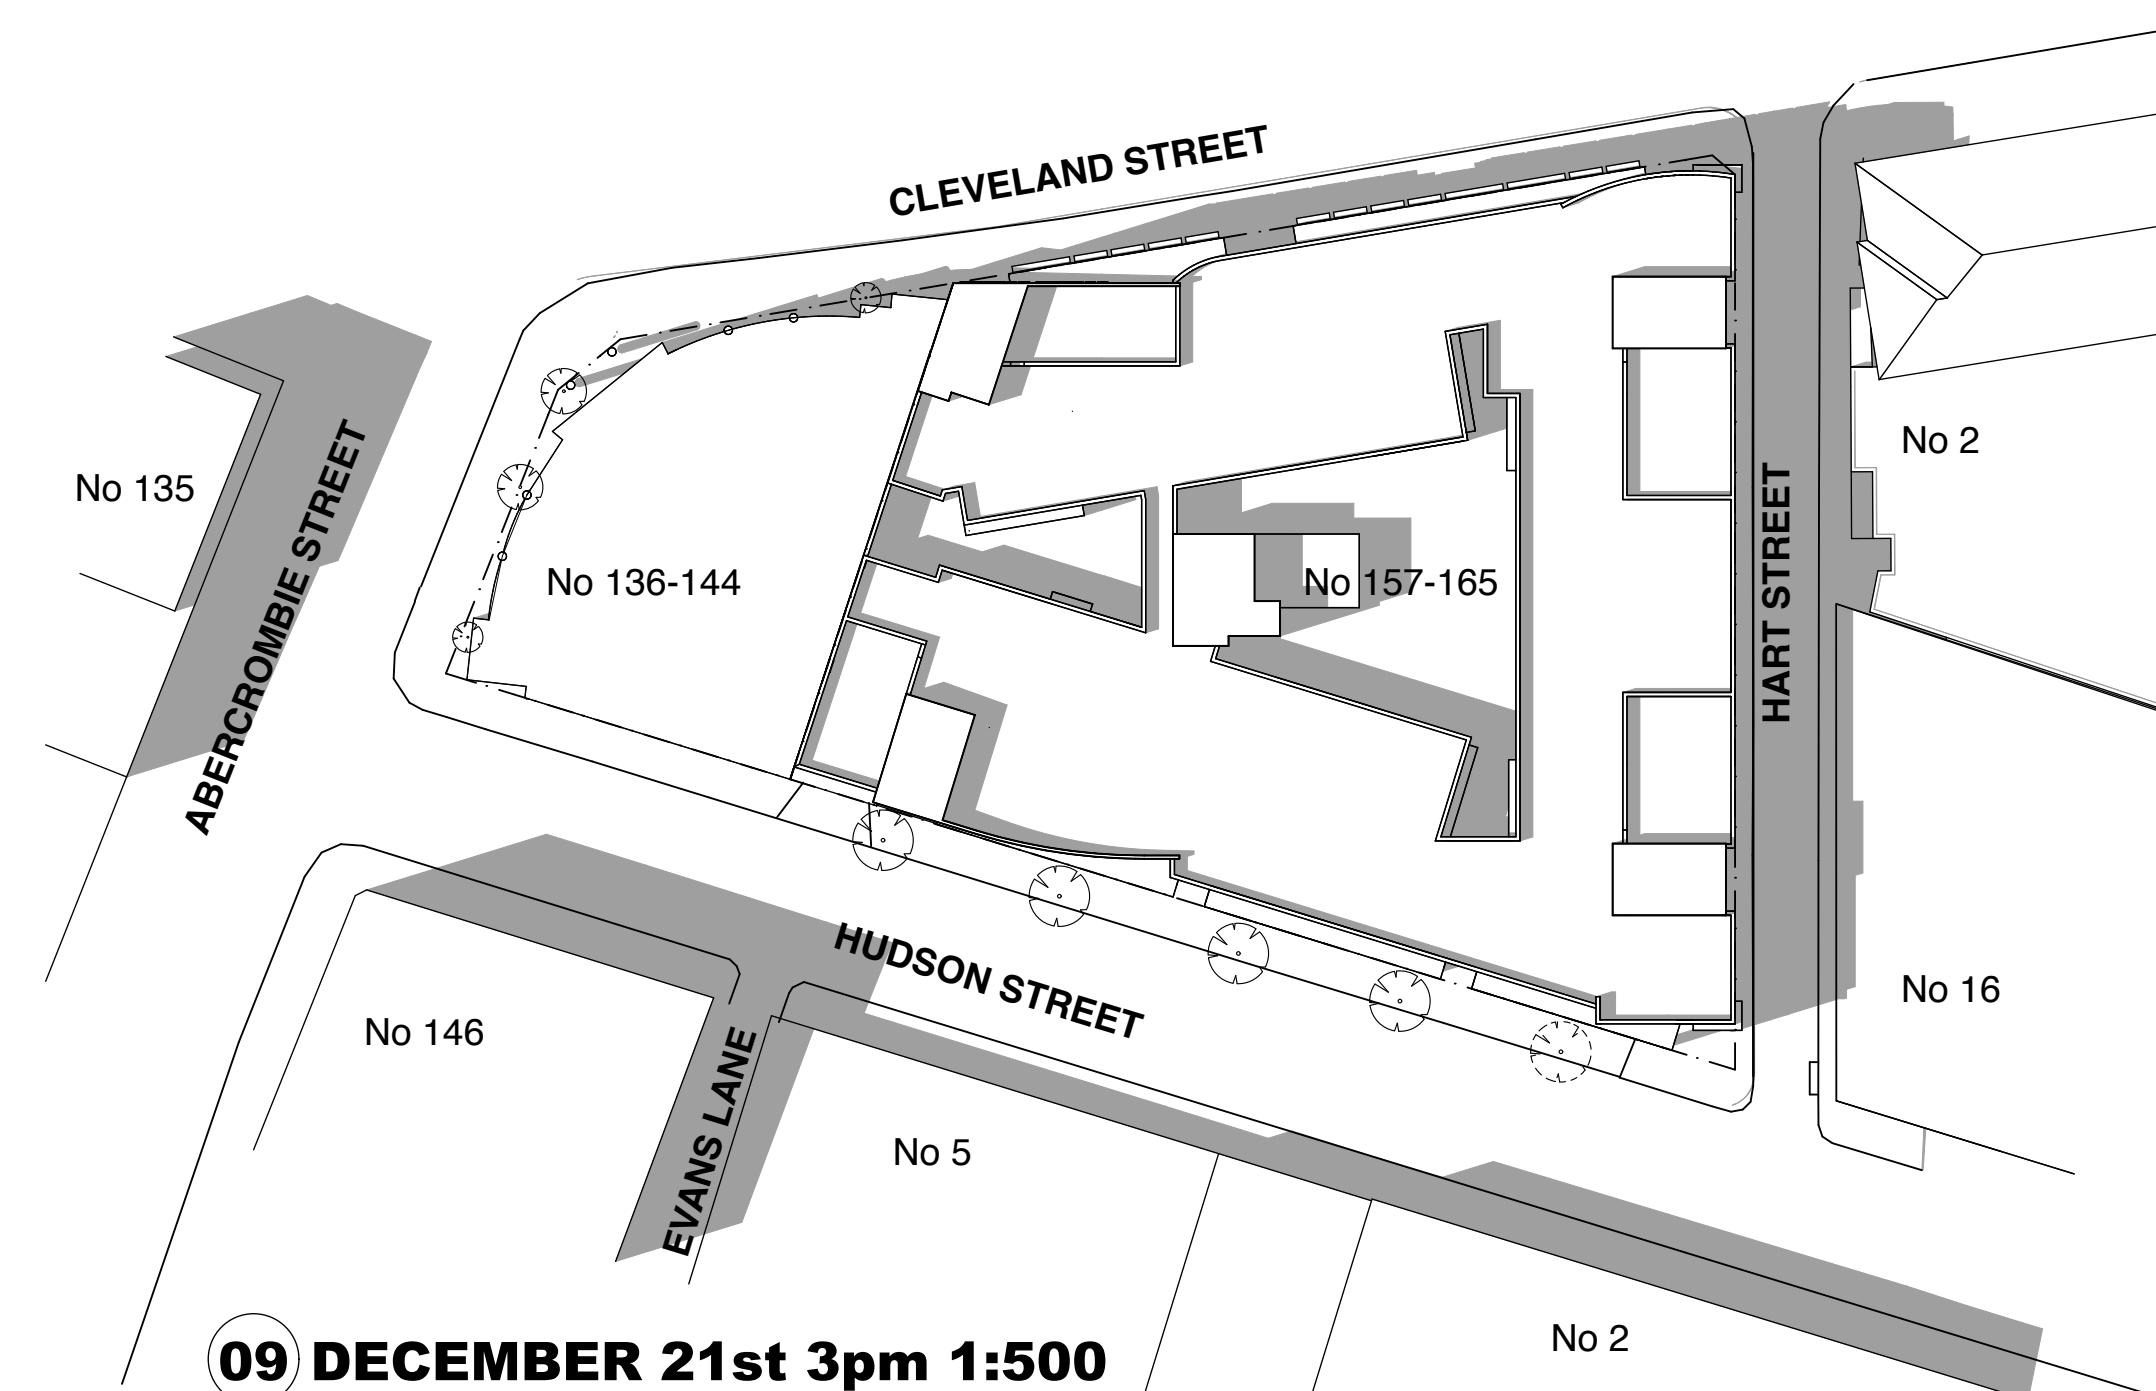 CLEVELAND STREET
No 135
ABERCROMBIE STREET
No 136-144
No 157-165
HART STREET
No 2
No 16
HUDSON STREET
No 146
EVANS LANE
No 5
No 2
09 DECEMBER 21st 3pm 1:500